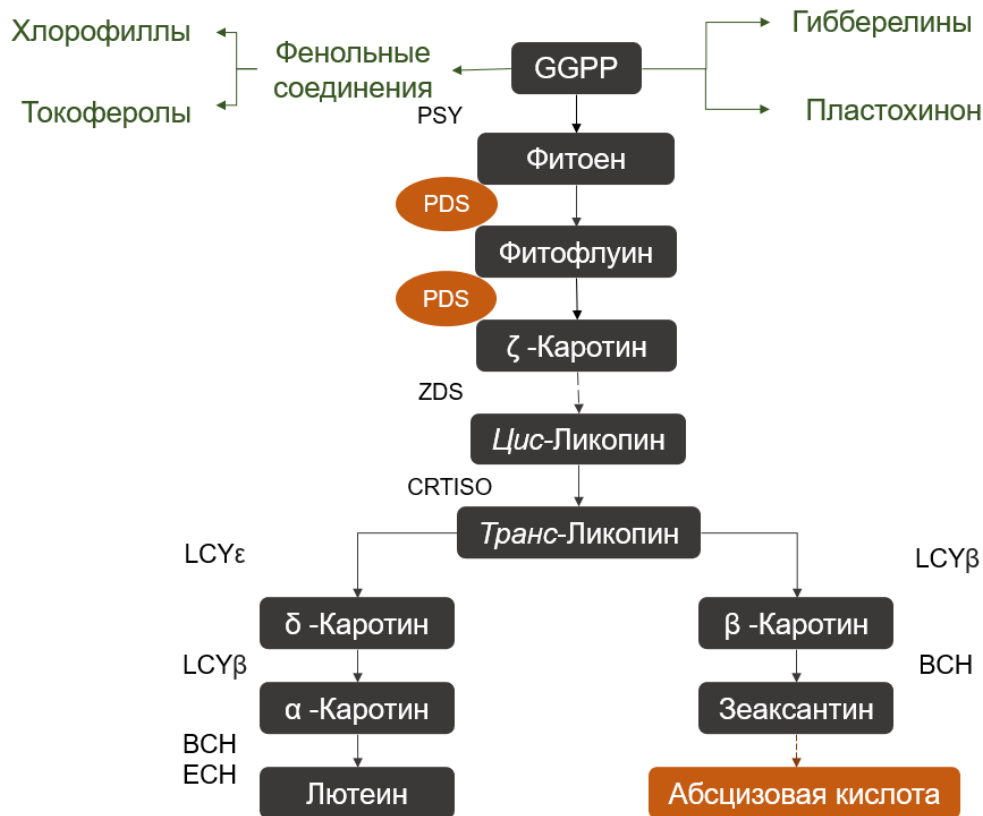 Хлорофиллы
Фенольные
соединения
Токоферолы
GGPP
Гибберелины
Пластохинон
PSY
Фитоен
PDS
Фитофлуин
PDS
ζ -Каротин
ZDS
Цис-Ликопин
CRTISO
Транс-Ликопин
LCYε
LCYβ
δ -Каротин
β -Каротин
LCYβ
BCH
α -Каротин
Зеаксантин
BCH
ECH
Лютеин
Абсцизовая кислота